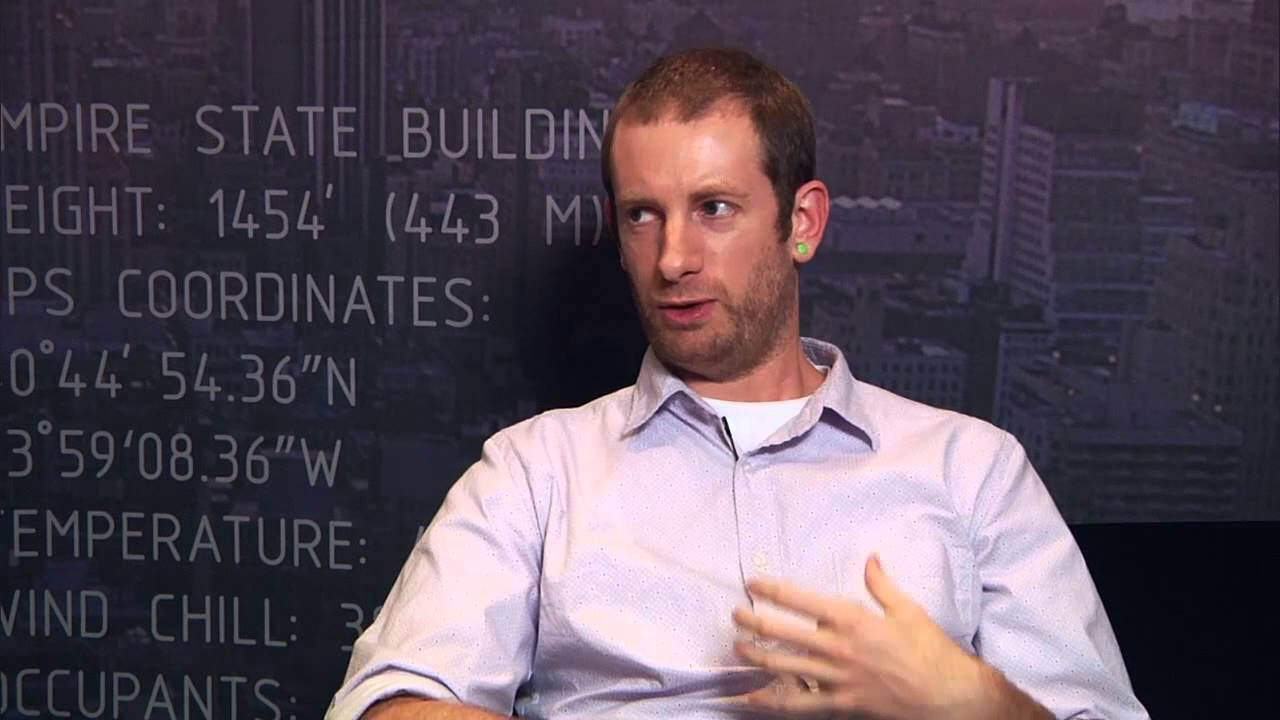 MPIRE STATE BUILDIN
EIGHT: 1454' (443 M)
PS COORDINATES:
0°44' 54.36"N
3°59'08.36"W
TEMPERATURE:
WIND CHILL: 3
OCCUPANTS: